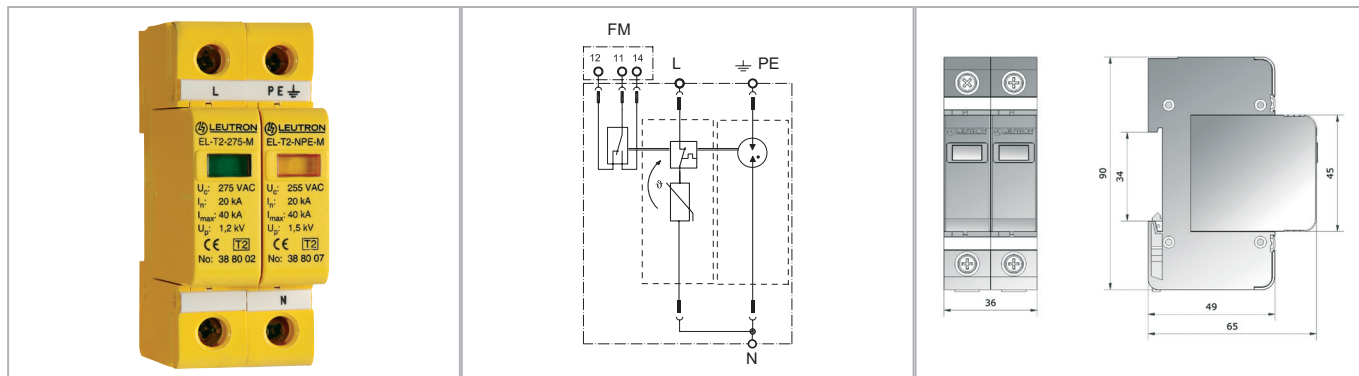 L
PE ⏚
LEUTRON
EL-T2-275-M
Uc: 275 VAC
In: 20 kA
Imax: 40 kA
Up: 1,2 kV
CE T2
No: 38 80 02
LEUTRON
EL-T2-NPE-M
Uc: 255 VAC
In: 20 kA
Imax: 40 kA
Up: 1,5 kV
CE T2
No: 38 80 07
N
FM
12 11 14
L
⏚ PE
ϑ
N
LEUTRON
LEUTRON
36
90
34
45
49
65